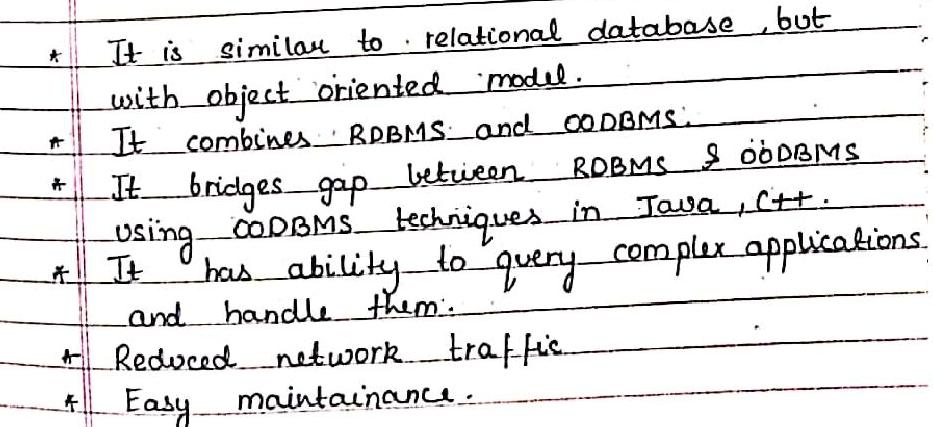 * It is similar to relational database, but
with object oriented model.
* It combines RDBMS and OODBMS.
* It bridges gap between RDBMS & OODBMS
using OODBMS techniques in Java, C++.
* It has ability to query complex applications
and handle them.
* Reduced network traffic
* Easy maintainance.